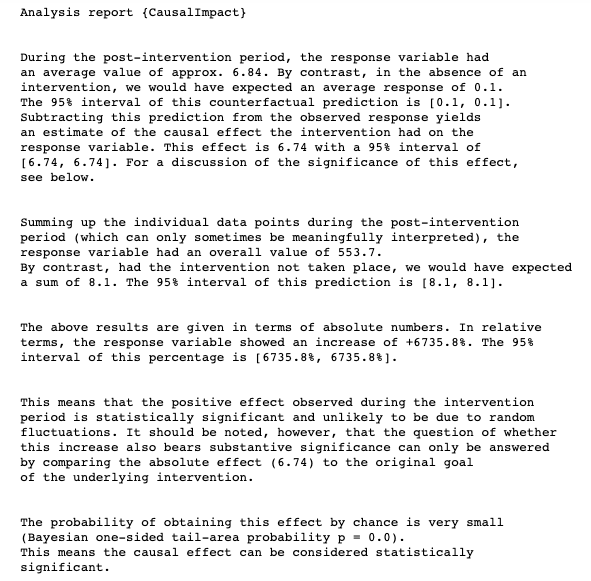 Analysis report {CausalImpact}
During the post-intervention period, the response variable had
an average value of approx. 6.84. By contrast, in the absence of an
intervention, we would have expected an average response of 0.1.
The 95% interval of this counterfactual prediction is [0.1, 0.1].
Subtracting this prediction from the observed response yields
an estimate of the causal effect the intervention had on the
response variable. This effect is 6.74 with a 95% interval of
[6.74, 6.74]. For a discussion of the significance of this effect,
see below.
Summing up the individual data points during the post-intervention
period (which can only sometimes be meaningfully interpreted), the
response variable had an overall value of 553.7.
By contrast, had the intervention not taken place, we would have expected
a sum of 8.1. The 95% interval of this prediction is [8.1, 8.1].
The above results are given in terms of absolute numbers. In relative
terms, the response variable showed an increase of +6735.8%. The 95%
interval of this percentage is [6735.8%, 6735.8%].
This means that the positive effect observed during the intervention
period is statistically significant and unlikely to be due to random
fluctuations. It should be noted, however, that the question of whether
this increase also bears substantive significance can only be answered
by comparing the absolute effect (6.74) to the original goal
of the underlying intervention.
The probability of obtaining this effect by chance is very small
(Bayesian one-sided tail-area probability p = 0.0).
This means the causal effect can be considered statistically
significant.